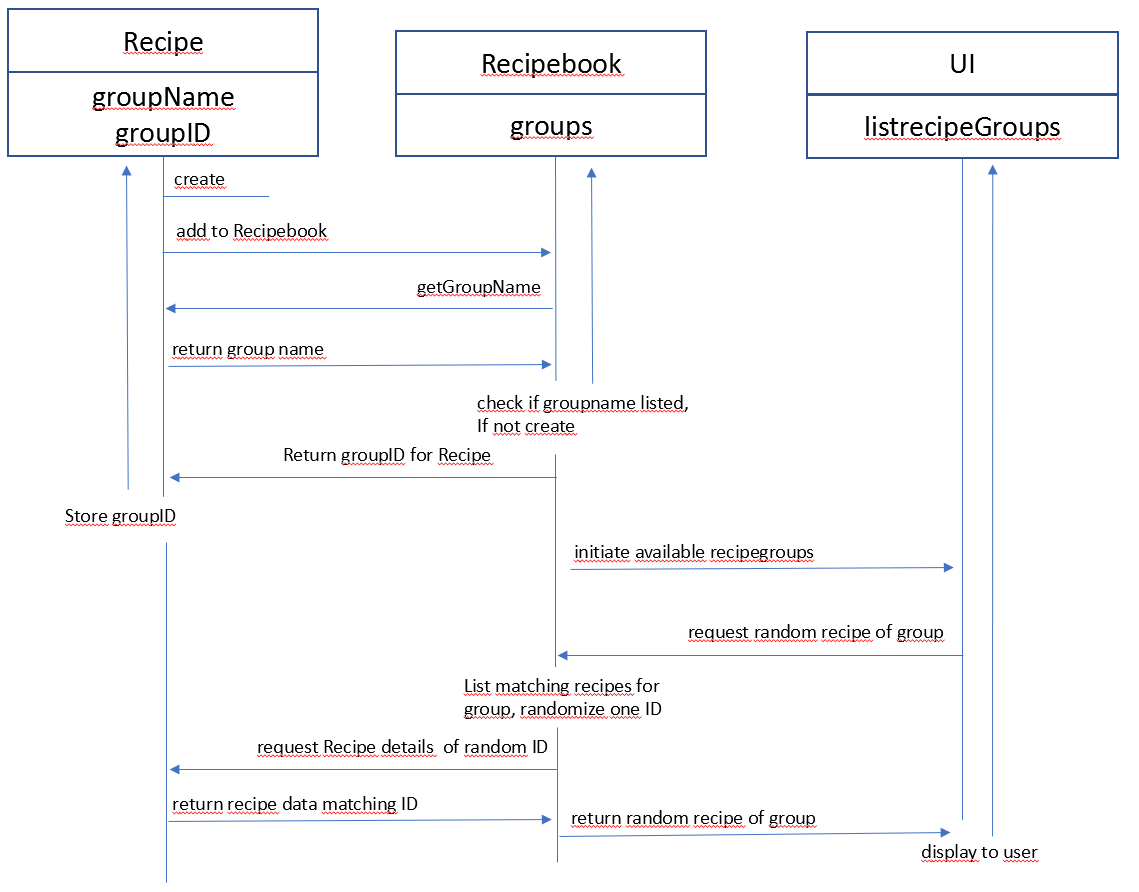 Recipe
groupName
groupID
Recipebook
groups
UI
listrecipeGroups
create
add to Recipebook
getGroupName
return group name
check if groupname listed,
If not create
Return groupID for Recipe
Store groupID
initiate available recipegroups
request random recipe of group
List matching recipes for
group, randomize one ID
request Recipe details  of random ID
return recipe data matching ID
return random recipe of group
display to user